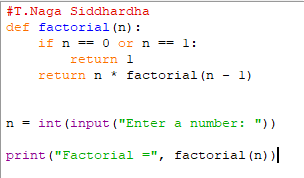 #T.Naga Siddhardha
def factorial(n):
    if n == 0 or n == 1:
        return 1
    return n * factorial(n - 1)
n = int(input("Enter a number: "))
print("Factorial =", factorial(n))